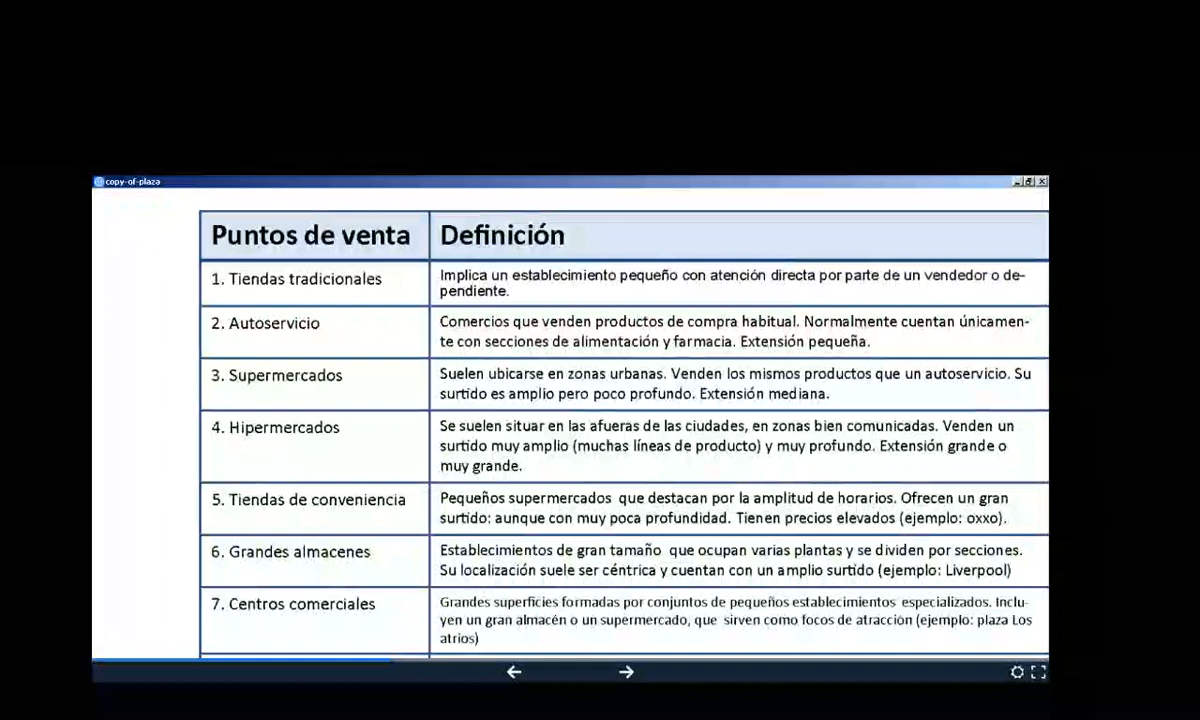 copy-of-plaza
Puntos de venta
Definición
1. Tiendas tradicionales
Implica un establecimiento pequeño con atención directa por parte de un vendedor o de-
pendiente.
2. Autoservicio
Comercios que venden productos de compra habitual. Normalmente cuentan únicamen-
te con secciones de alimentación y farmacia. Extensión pequeña.
3. Supermercados
Suelen ubicarse en zonas urbanas. Venden los mismos productos que un autoservicio. Su
surtido es amplio pero poco profundo. Extensión mediana.
4. Hipermercados
Se suelen situar en las afueras de las ciudades, en zonas bien comunicadas. Venden un
surtido muy amplio (muchas líneas de producto) y muy profundo. Extensión grande o
muy grande.
5. Tiendas de conveniencia
Pequeños supermercados que destacan por la amplitud de horarios. Ofrecen un gran
surtido: aunque con muy poca profundidad. Tienen precios elevados (ejemplo: oxxo).
6. Grandes almacenes
Establecimientos de gran tamaño que ocupan varias plantas y se dividen por secciones.
Su localización suele ser céntrica y cuentan con un amplio surtido (ejemplo: Liverpool)
7. Centros comerciales
Grandes superficies formadas por conjuntos de pequeños establecimientos especializados. Inclu-
yen un gran almacén o un supermercado, que sirven como focos de atracción (ejemplo: plaza Los
atrios)